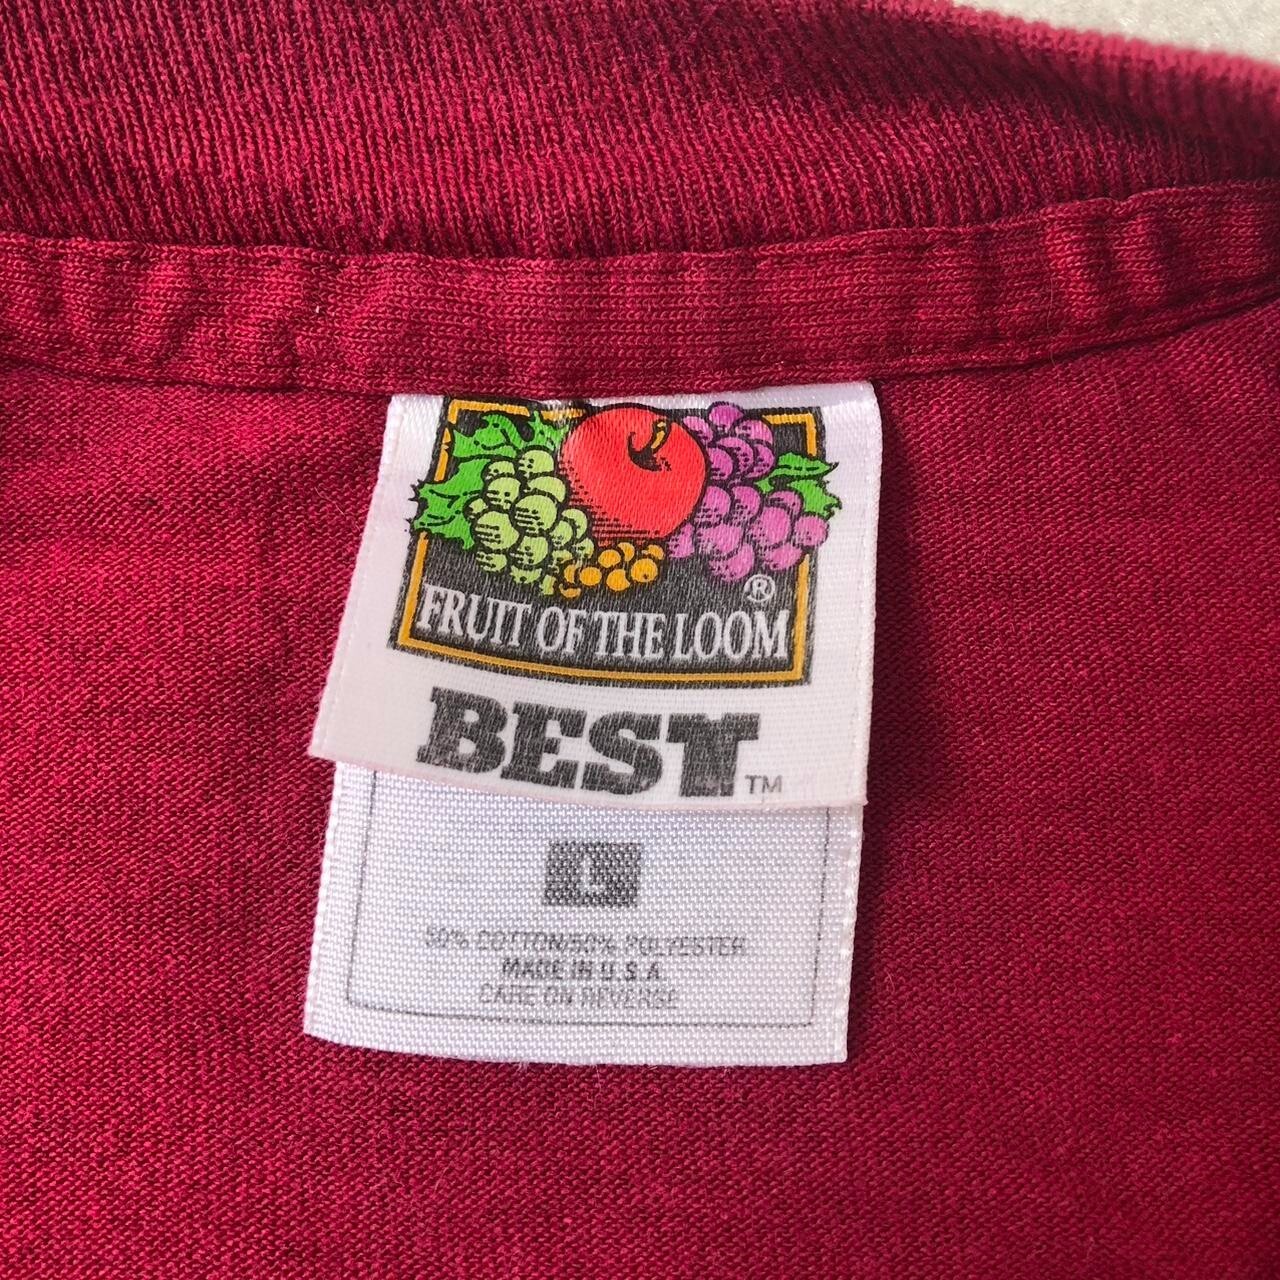 ®
FRUIT OF THE LOOM
BEST™
L
50% COTTON/50% POLYESTER
MADE IN U.S.A.
CARE ON REVERSE